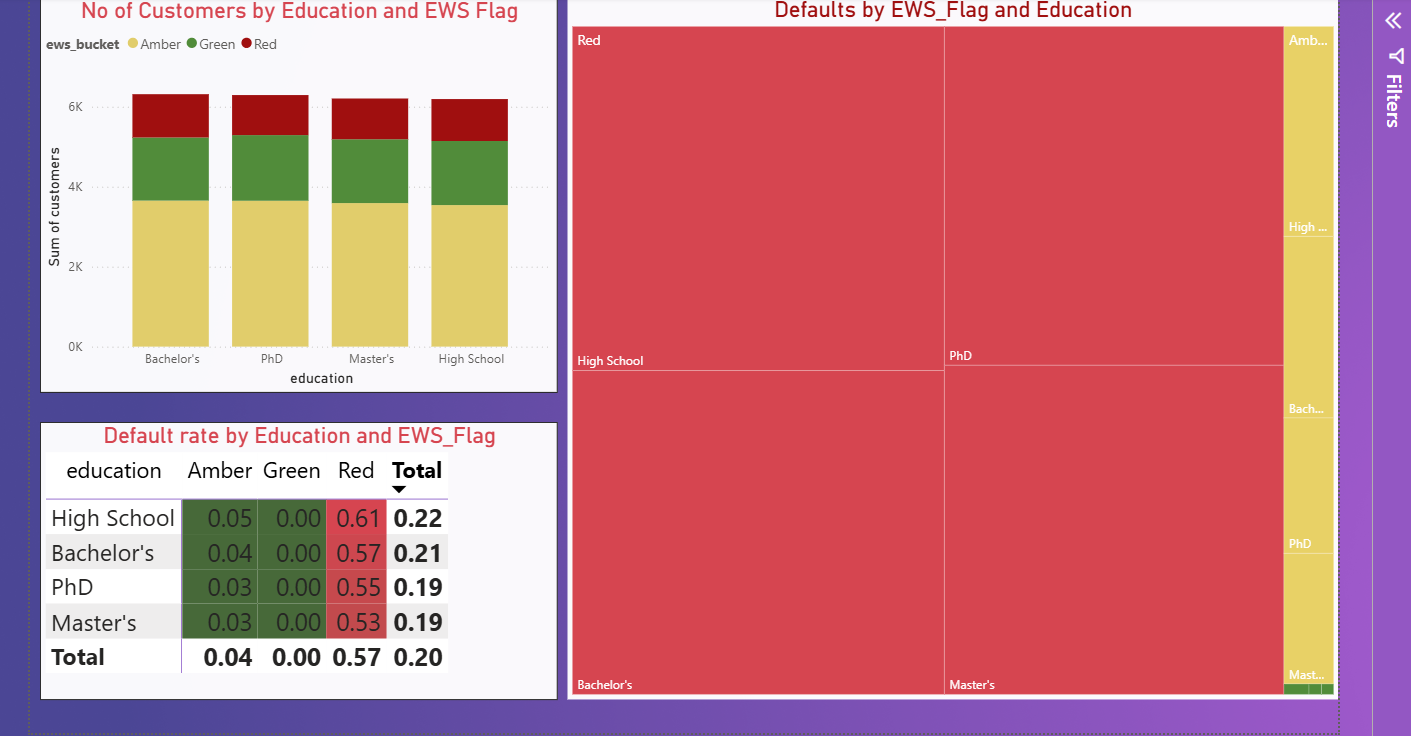 No of Customers by Education and EWS Flag
ews_bucket Amber Green Red
6K
4K
2K
0K
Sum of customers
Bachelor's PhD Master's High School
education
Default rate by Education and EWS_Flag
education Amber Green Red Total
High School 0.05 0.00 0.61 0.22
Bachelor's 0.04 0.00 0.57 0.21
PhD 0.03 0.00 0.55 0.19
Master's 0.03 0.00 0.53 0.19
Total 0.04 0.00 0.57 0.20
Defaults by EWS_Flag and Education
Red
High School
PhD
Bachelor's
Master's
Amb...
High ...
Bach...
PhD
Mast...
Filters